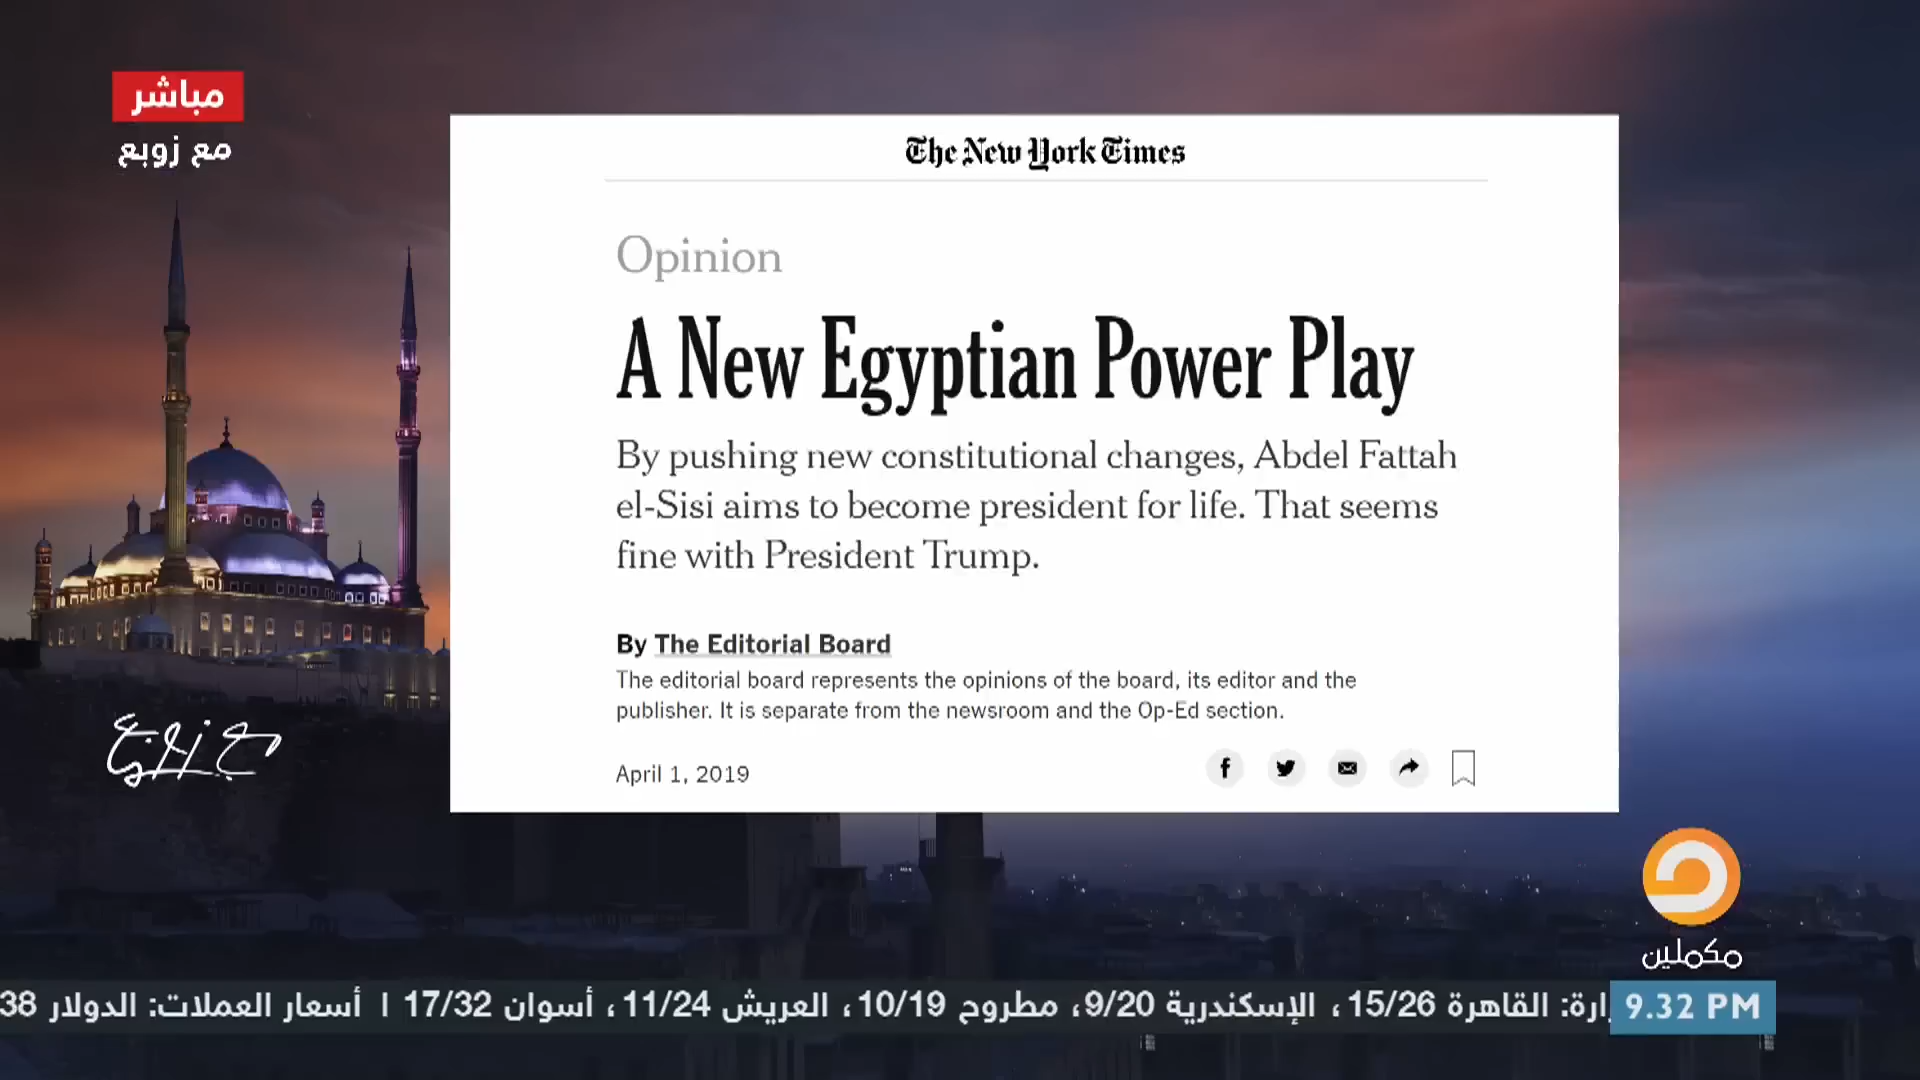 مباشر
مع زوبع
The New York Times
Opinion
A New Egyptian Power Play
By pushing new constitutional changes, Abdel Fattah
el-Sisi aims to become president for life. That seems
fine with President Trump.
By The Editorial Board
The editorial board represents the opinions of the board, its editor and the
publisher. It is separate from the newsroom and the Op-Ed section.
April 1, 2019
مع زوبع
مكملين
ارة: القاهرة 15/26، الإسكندرية 9/20، مطروح 10/19، العريش 11/24، أسوان 17/32 | أسعار العملات: الدولار 38
9.32 PM